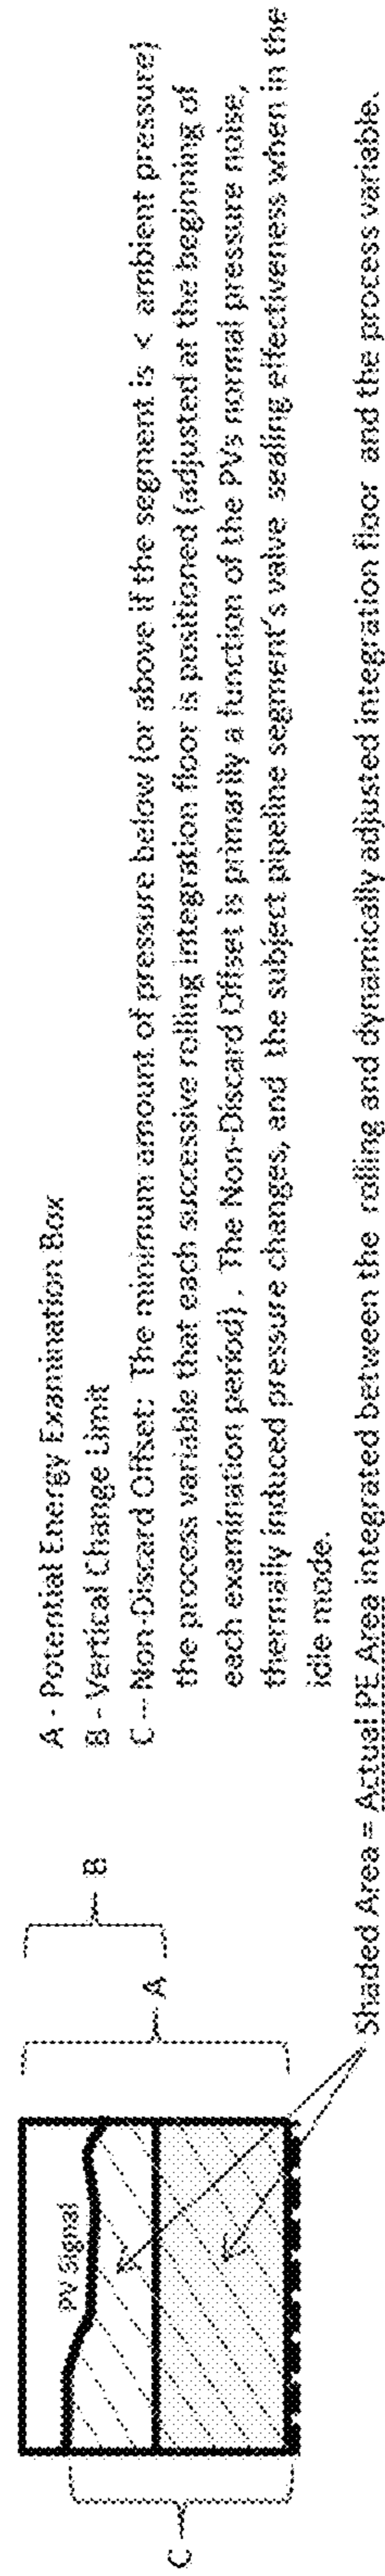 A - Potential Energy Examination Box
B - Vertical Change Limit
C -- Non-Discard Offset: The minimum amount of pressure below (or above if the segment is < ambient pressure)
the process variable that each successive rolling integration floor is positioned (adjusted at the beginning of
each examination period). The Non-Discard Offset is primarily a function of the PVs normal pressure noise,
thermally induced pressure changes, and the subject pipeline segment's valve sealing effectiveness when in the
idle mode.
B
A
PV Signal
C
Shaded Area = Actual PE Area integrated between the rolling and dynamically adjusted integration floor and the process variable.